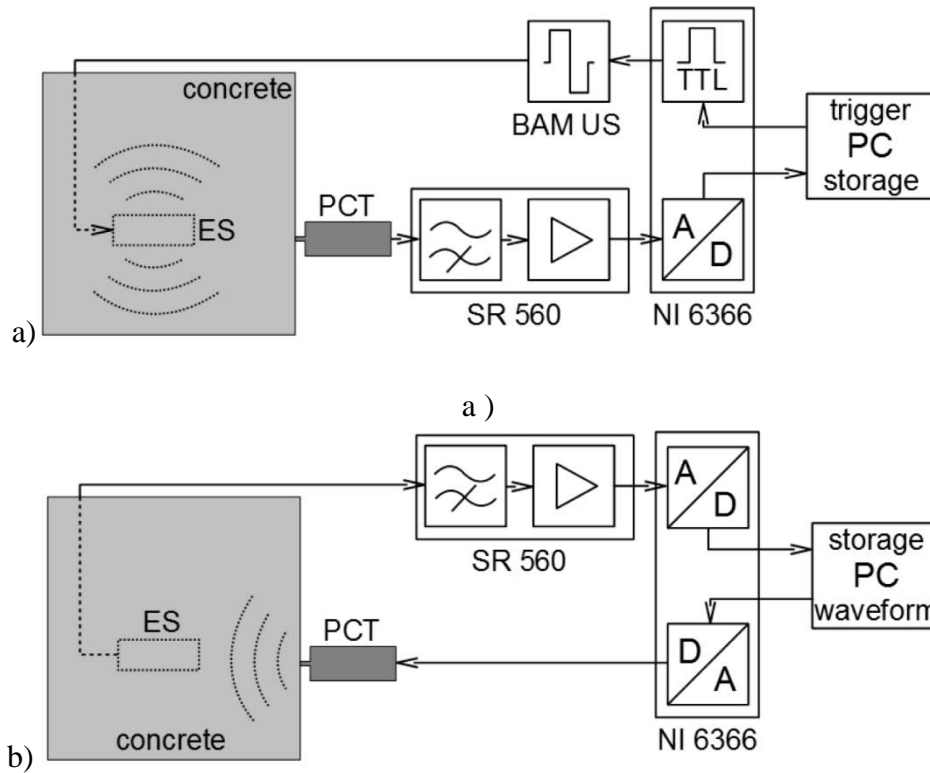 TTL
concrete
BAM US
trigger
PC
storage
PCT
ES
A
D
SR 560
NI 6366
a)
a )
A
D
SR 560
storage
PC
waveform
ES
PCT
D
A
concrete
NI 6366
b)